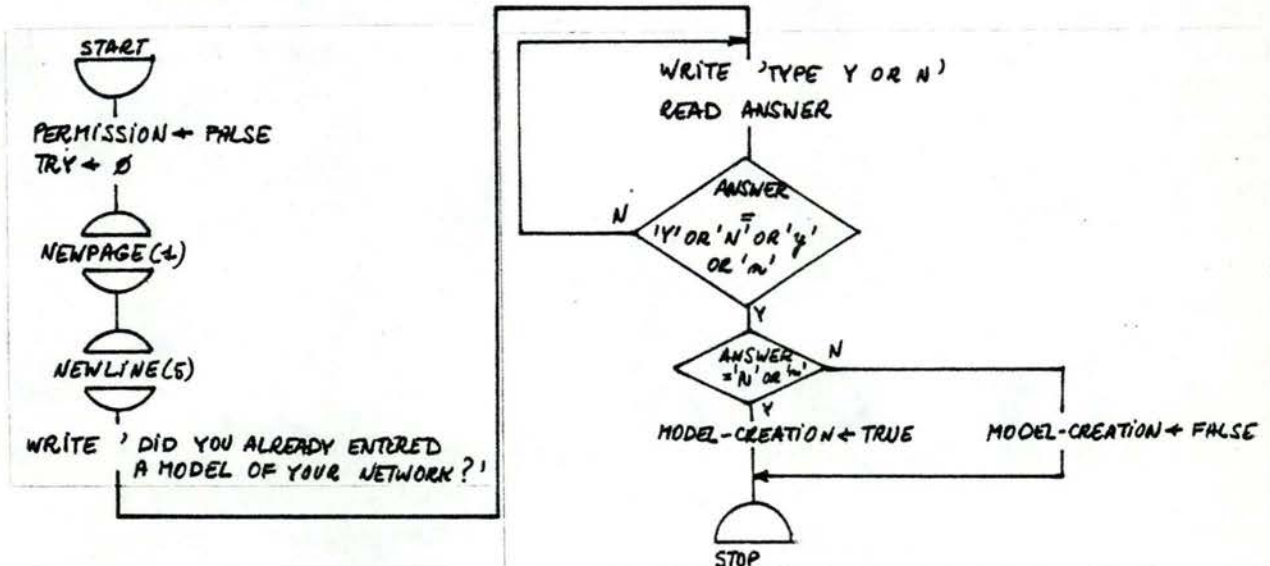 START
PERMISSION ← FALSE
TRY ← Ø
NEWPAGE(1)
NEWLINE(5)
WRITE 'DID YOU ALREADY ENTERED
A MODEL OF YOUR NETWORK?'
WRITE 'TYPE Y OR N'
READ ANSWER
ANSWER
=
'Y' OR 'N' OR 'y'
OR 'n'
N
Y
ANSWER
='N' OR 'n'
N
Y
MODEL-CREATION ← TRUE
MODEL-CREATION ← FALSE
STOP